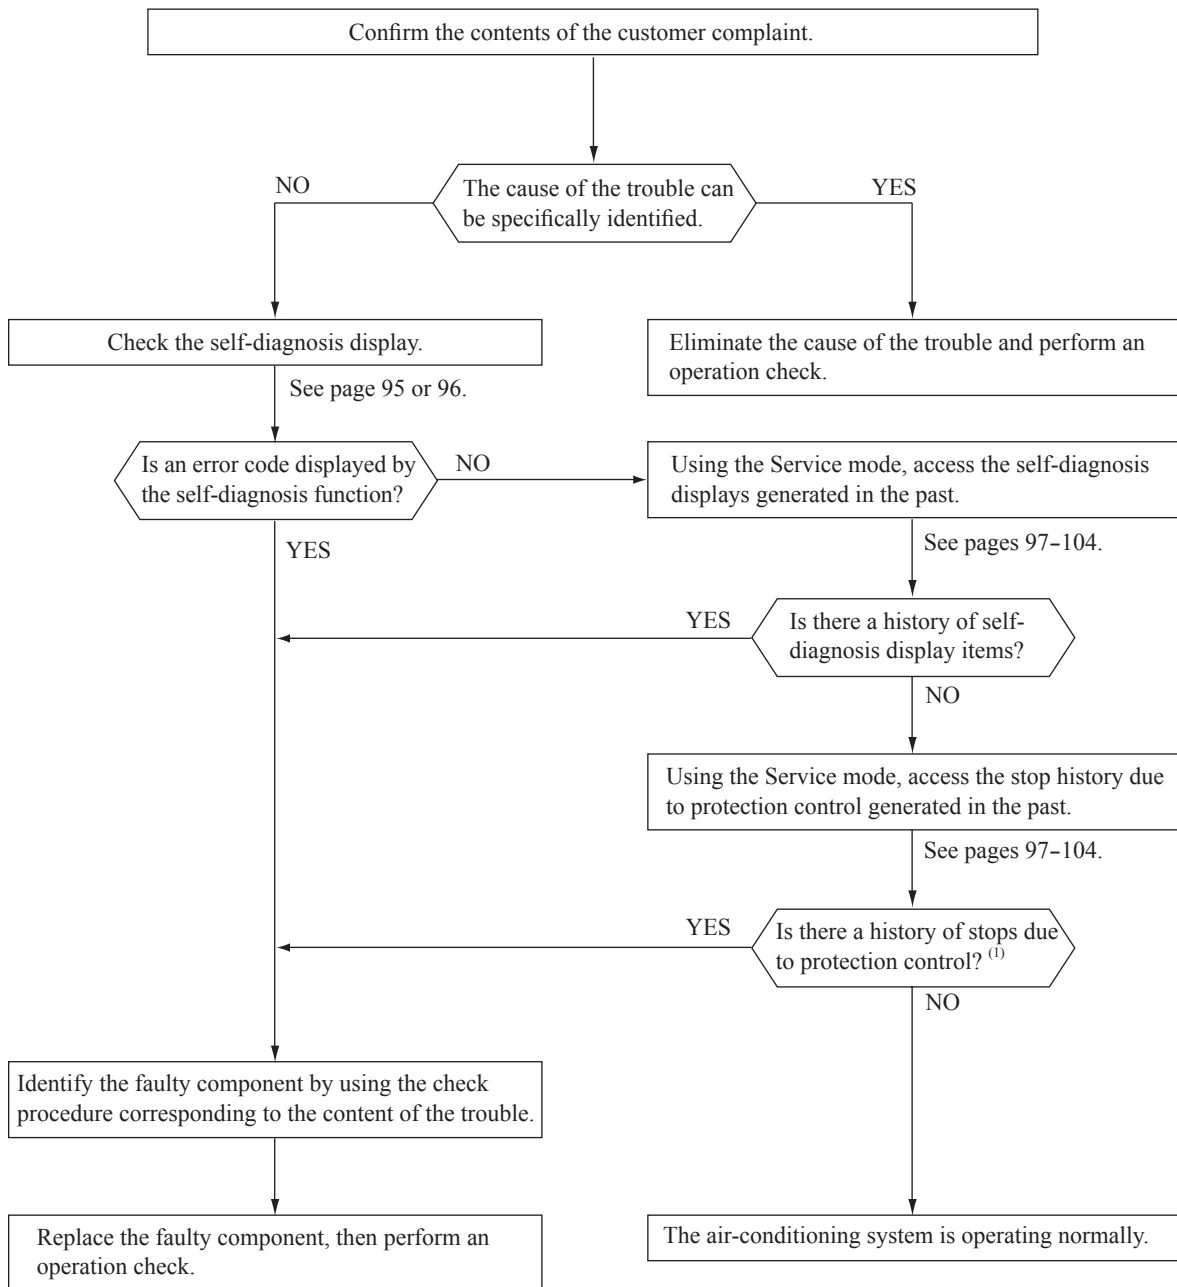 Confirm the contents of the customer complaint.
NO
The cause of the trouble can
be specifically identified.
YES
Check the self-diagnosis display.
Eliminate the cause of the trouble and perform an
operation check.
See page 95 or 96.
Is an error code displayed by
the self-diagnosis function?
NO
Using the Service mode, access the self-diagnosis
displays generated in the past.
YES
See pages 97–104.
YES
Is there a history of self-
diagnosis display items?
NO
Using the Service mode, access the stop history due
to protection control generated in the past.
See pages 97–104.
YES
Is there a history of stops due
to protection control? (1)
NO
Identify the faulty component by using the check
procedure corresponding to the content of the trouble.
Replace the faulty component, then perform an
operation check.
The air-conditioning system is operating normally.